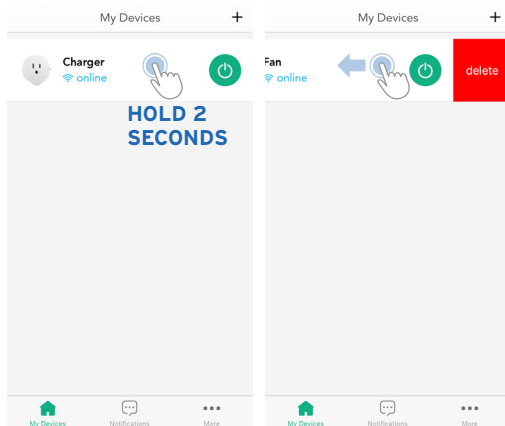 My Devices +
Charger
online
HOLD 2
SECONDS
My Devices
Notifications
More
My Devices +
Fan
online
delete
My Devices
Notifications
More